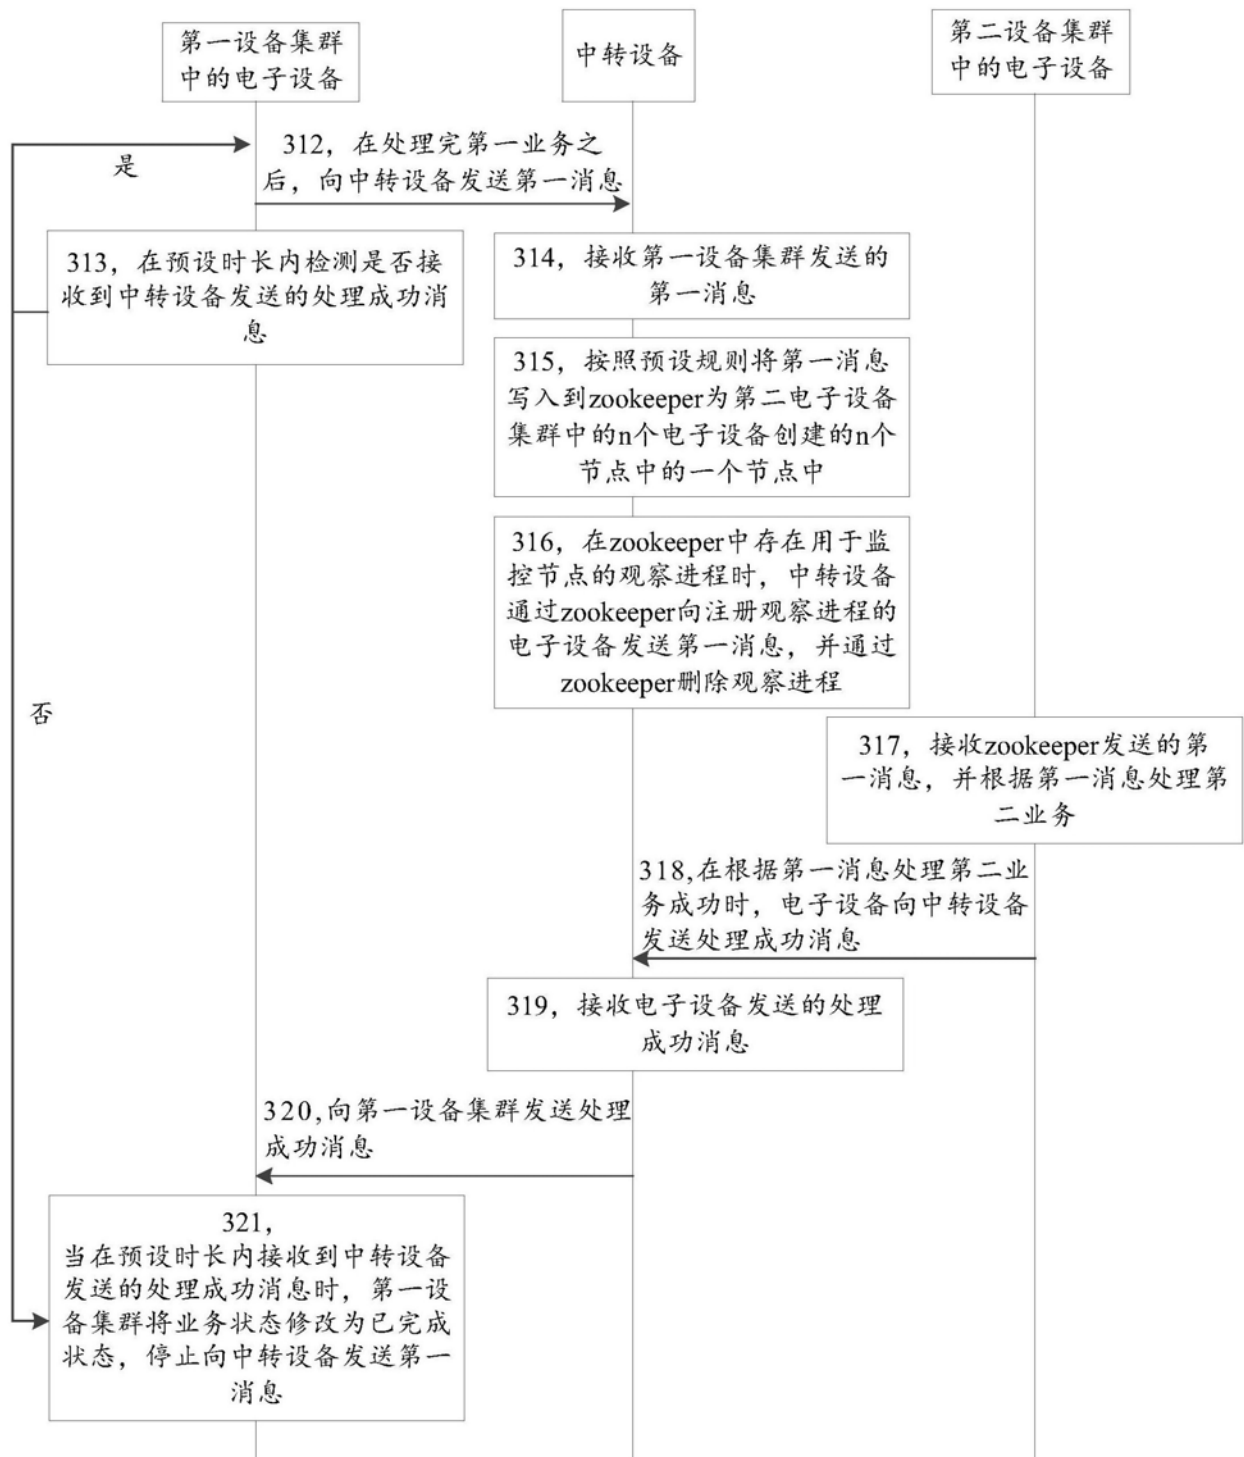 第一设备集群
中的电子设备
中转设备
第二设备集群
中的电子设备
是
312，在处理完第一业务之
后，向中转设备发送第一消息
313，在预设时长内检测是否接
收到中转设备发送的处理成功消
息
314，接收第一设备集群发送的
第一消息
315，按照预设规则将第一消息
写入到zookeeper为第二电子设备
集群中的n个电子设备创建的n个
节点中的一个节点中
316，在zookeeper中存在用于监
控节点的观察进程时，中转设备
通过zookeeper向注册观察进程的
电子设备发送第一消息，并通过
zookeeper删除观察进程
否
317，接收zookeeper发送的第
一消息，并根据第一消息处理第
二业务
318,在根据第一消息处理第二业
务成功时，电子设备向中转设备
发送处理成功消息
319，接收电子设备发送的处理
成功消息
320,向第一设备集群发送处理
成功消息
321，
当在预设时长内接收到中转设备
发送的处理成功消息时，第一设
备集群将业务状态修改为已完成
状态，停止向中转设备发送第一
消息